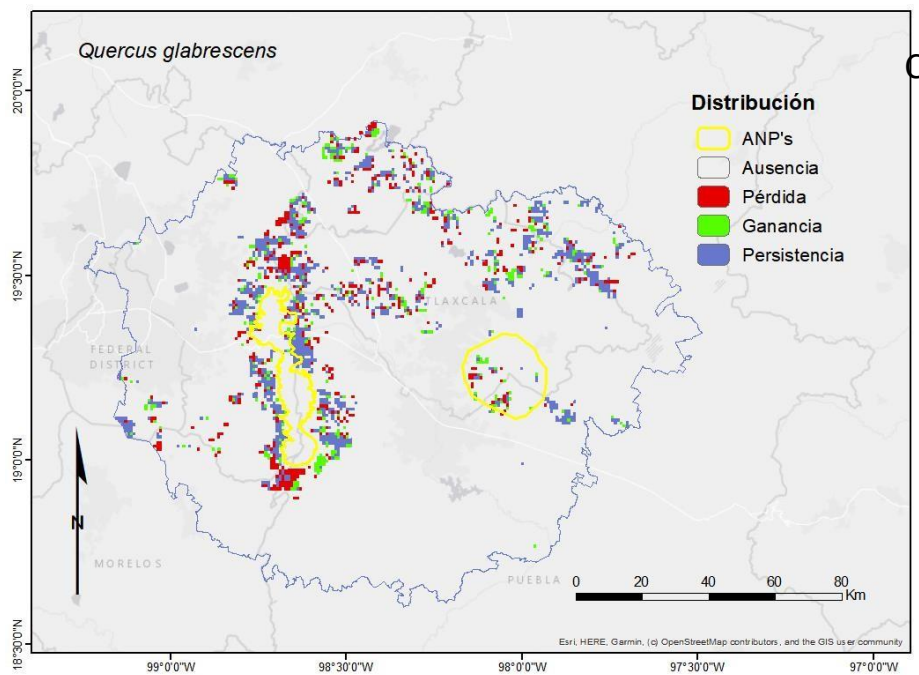 Quercus glabrescens
C
Distribución
ANP's
Ausencia
Pérdida
Ganancia
Persistencia
20°0'0"N
19°30'0"N
19°0'0"N
18°30'0"N
TLAXCALA
FEDERAL
DISTRICT
N
MORELOS
PUEBLA
0 20 40 60 80
Km
Esri, HERE, Garmin, (c) OpenStreetMap contributors, and the GIS user community
99°0'0"W 98°30'0"W 98°0'0"W 97°30'0"W 97°0'0"W